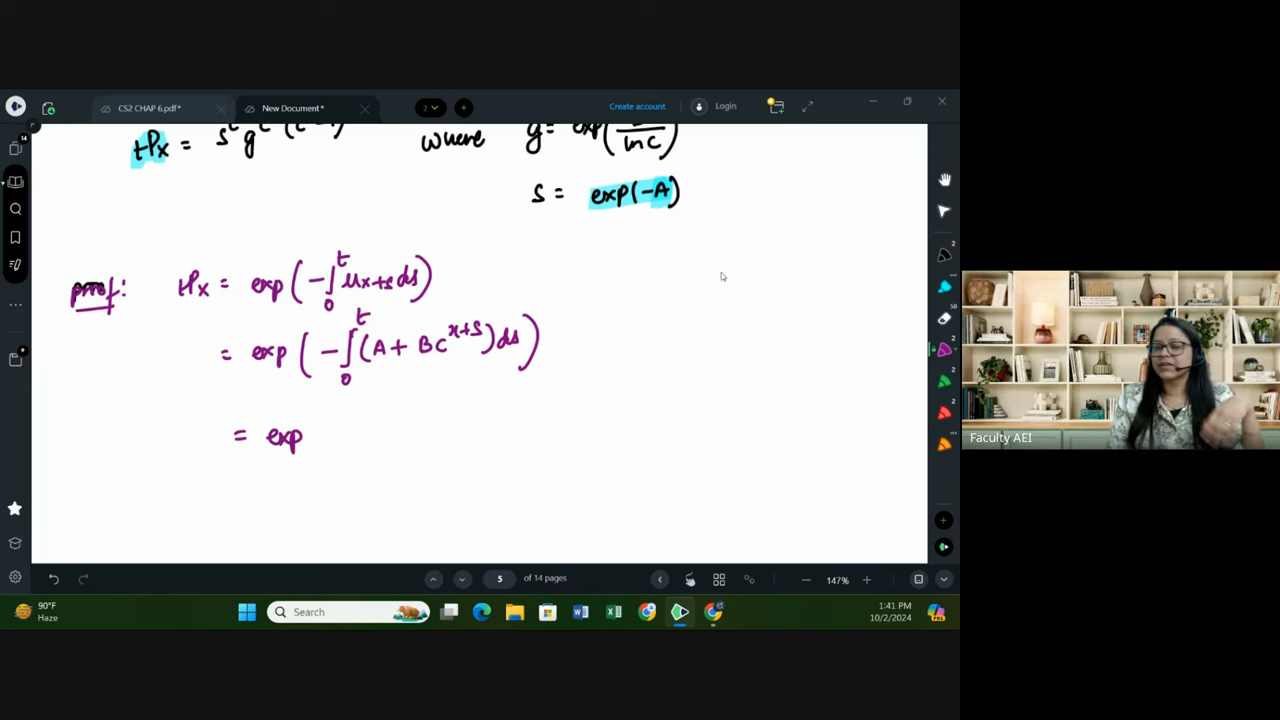 CS2 CHAP 6.pdf*
New Document*
2
Create account
Login
tPx = where g = exp( / ln C )
S = exp(-A)
proof: tPx = exp ( - ∫₀ᵗ μx+s ds )
= exp ( - ∫₀ᵗ (A + BC^(x+s)) ds )
= exp
Faculty AEI
5 of 14 pages
147%
90°F
Haze
Search
1:41 PM
10/2/2024